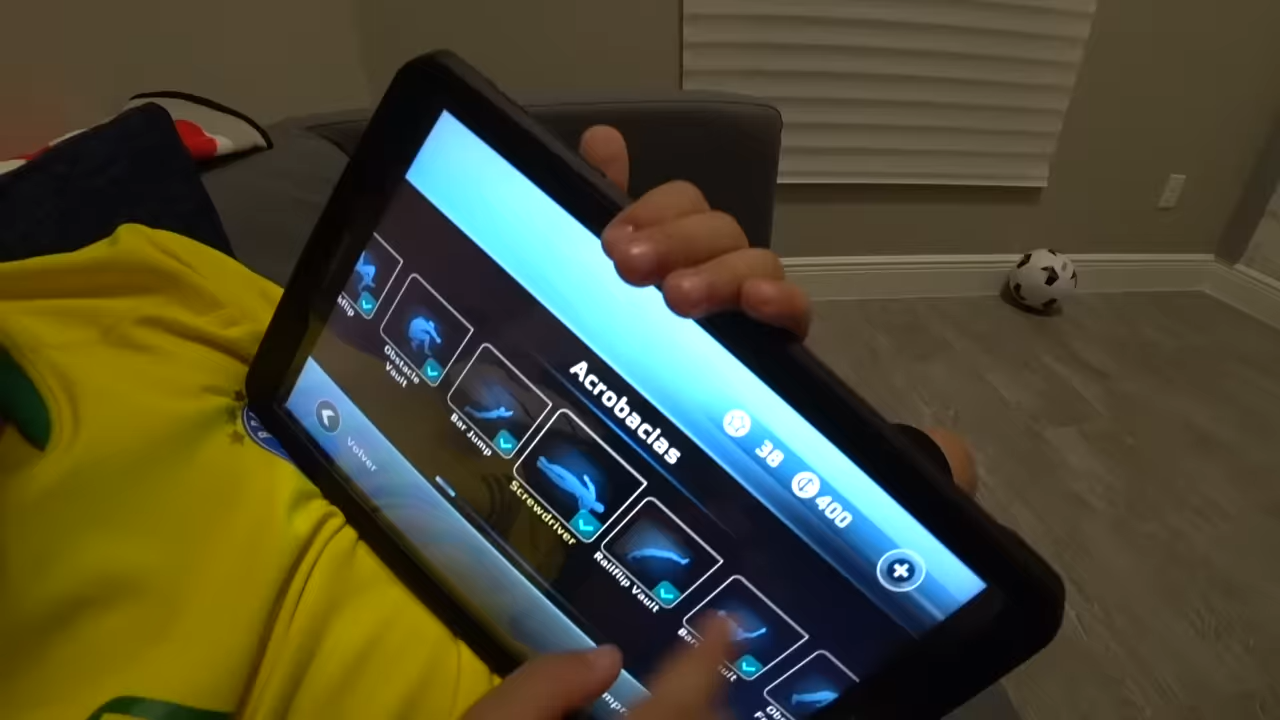 Acrobacias
38
400
Obstacle
Vault
Bar Jump
Screwdriver
Railflip Vault
Volver